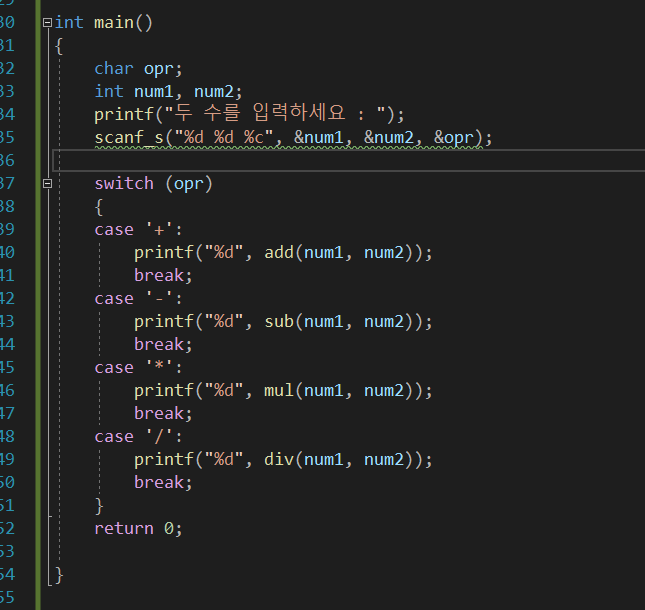 30 int main()
31 {
32 char opr;
33 int num1, num2;
34 printf("두 수를 입력하세요 : ");
35 scanf_s("%d %d %c", &num1, &num2, &opr);
36
37 switch (opr)
38 {
39 case '+':
40 printf("%d", add(num1, num2));
41 break;
42 case '-':
43 printf("%d", sub(num1, num2));
44 break;
45 case '*':
46 printf("%d", mul(num1, num2));
47 break;
48 case '/':
49 printf("%d", div(num1, num2));
50 break;
51 }
52 return 0;
53
54 }
55